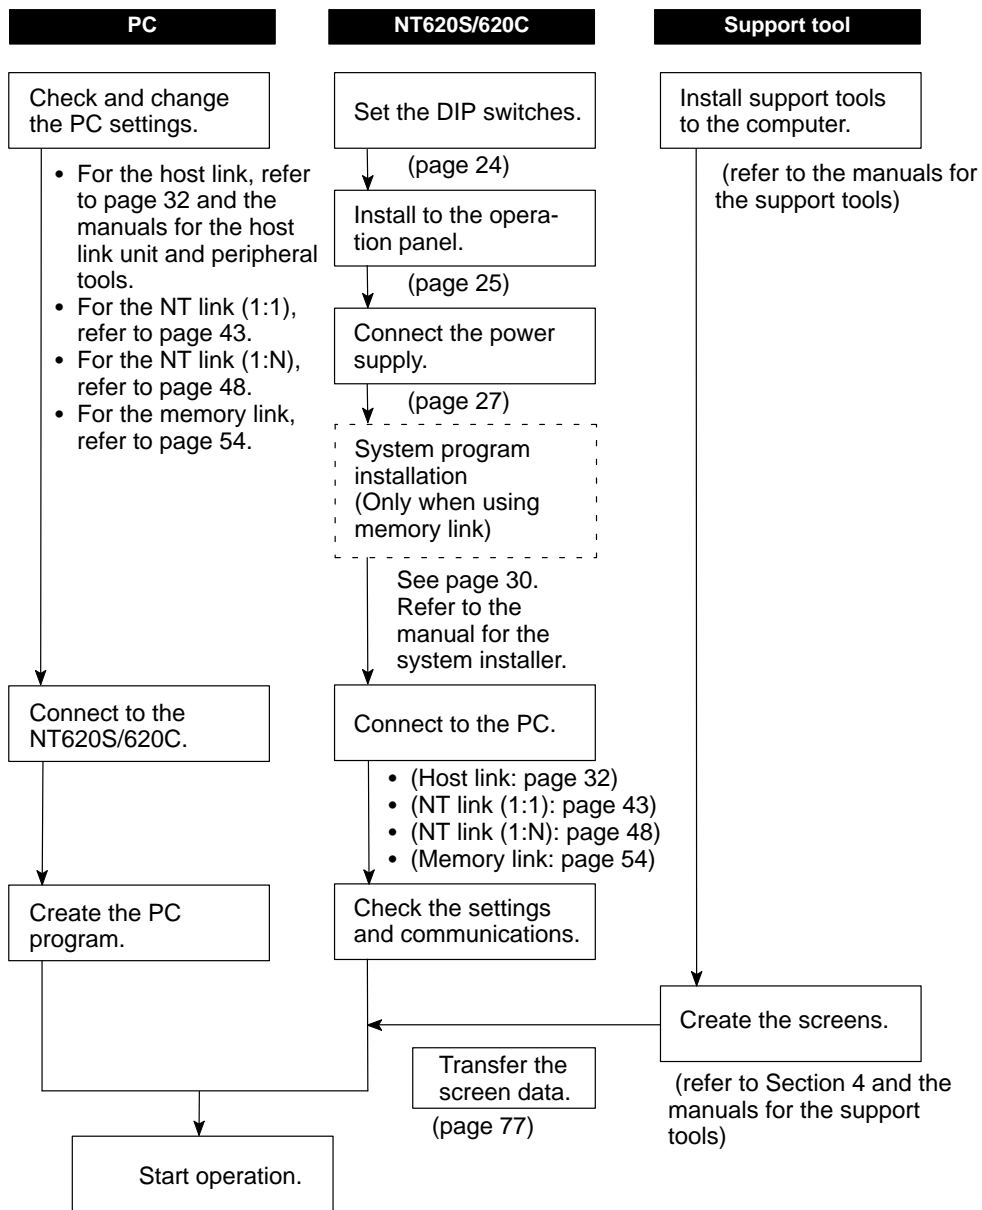 PC
NT620S/620C
Support tool
Check and change
the PC settings.
• For the host link, refer
to page 32 and the
manuals for the host
link unit and peripheral
tools.
• For the NT link (1:1),
refer to page 43.
• For the NT link (1:N),
refer to page 48.
• For the memory link,
refer to page 54.
Connect to the
NT620S/620C.
Create the PC
program.
Set the DIP switches.
(page 24)
Install to the opera-
tion panel.
(page 25)
Connect the power
supply.
(page 27)
System program
installation
(Only when using
memory link)
See page 30.
Refer to the
manual for the
system installer.
Connect to the PC.
• (Host link: page 32)
• (NT link (1:1): page 43)
• (NT link (1:N): page 48)
• (Memory link: page 54)
Check the settings
and communications.
Install support tools
to the computer.
(refer to the manuals for
the support tools)
Create the screens.
(refer to Section 4 and the
manuals for the support
tools)
Transfer the
screen data.
(page 77)
Start operation.